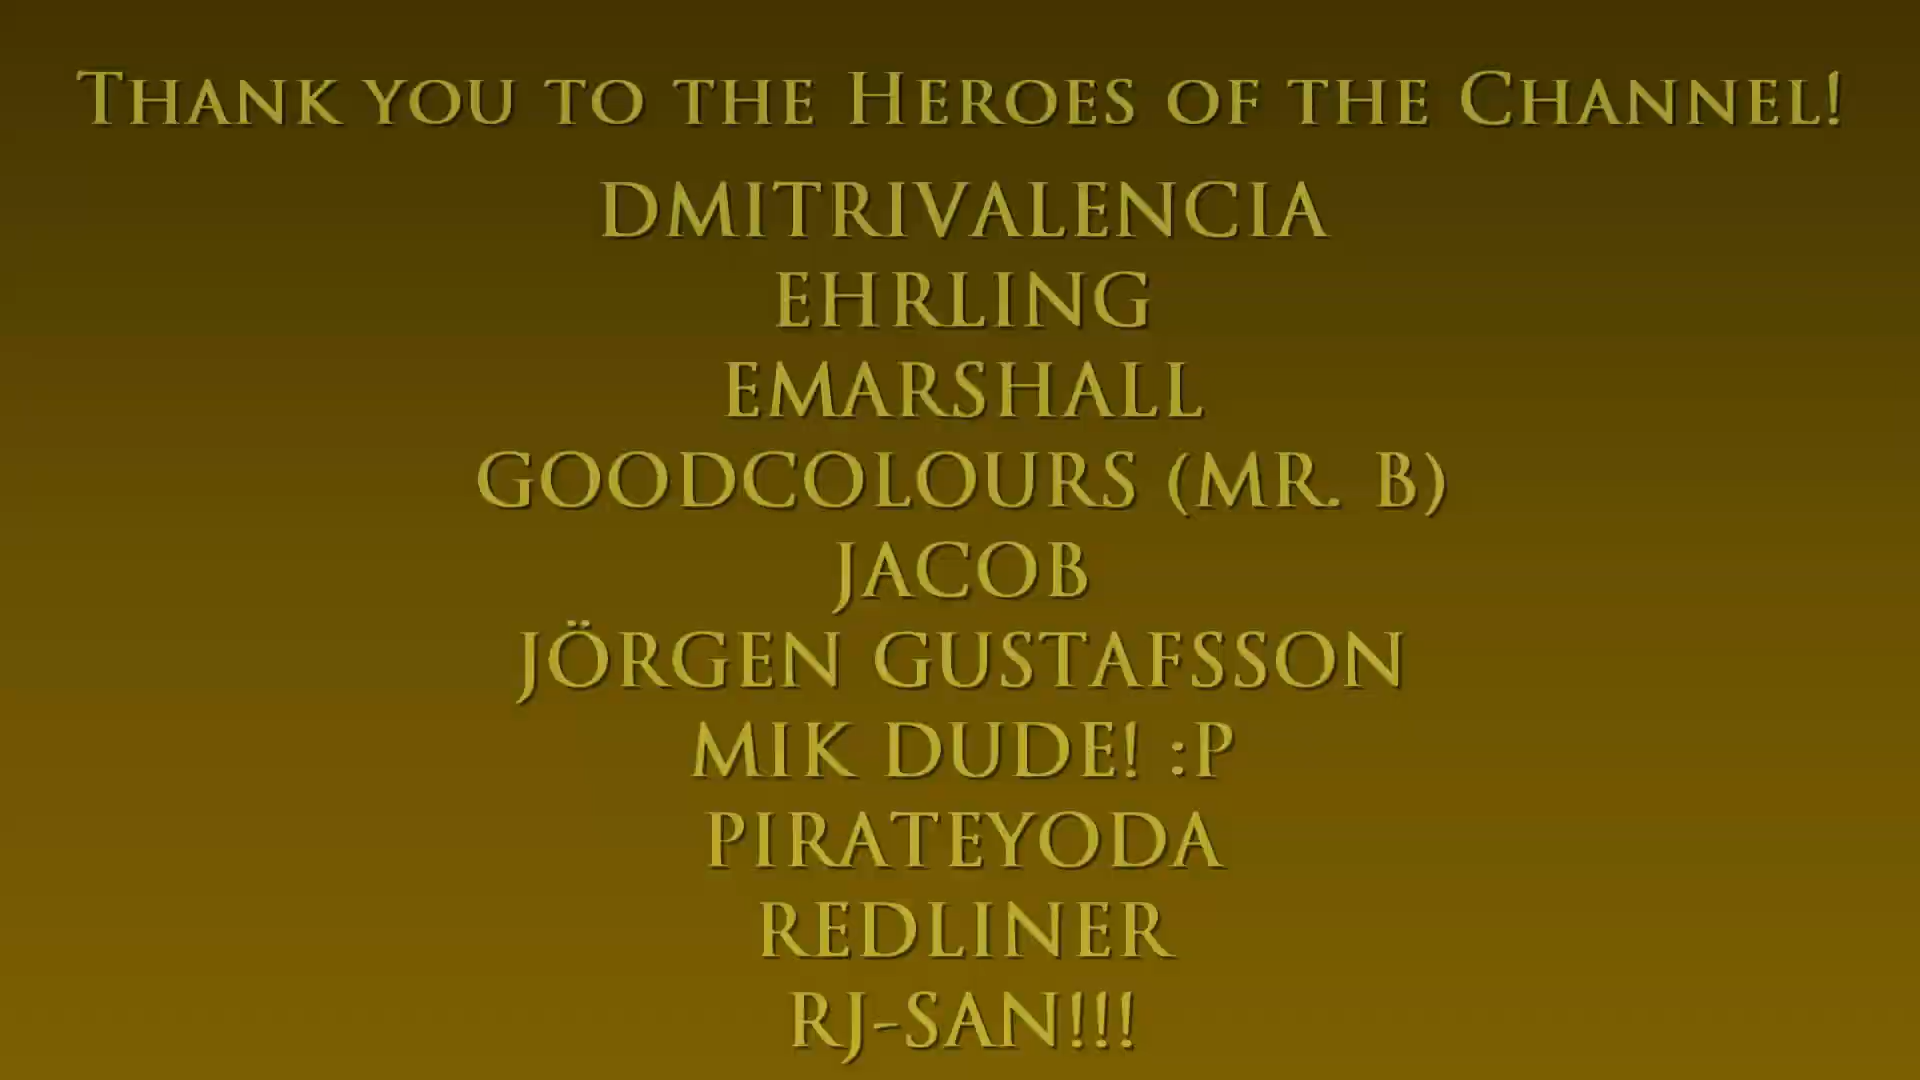 Thank you to the Heroes of the Channel!
DMITRIVALENCIA
EHRLING
EMARSHALL
GOODCOLOURS (MR. B)
JACOB
JÖRGEN GUSTAFSSON
MIK DUDE! :P
PIRATEYODA
REDLINER
RJ-SAN!!!